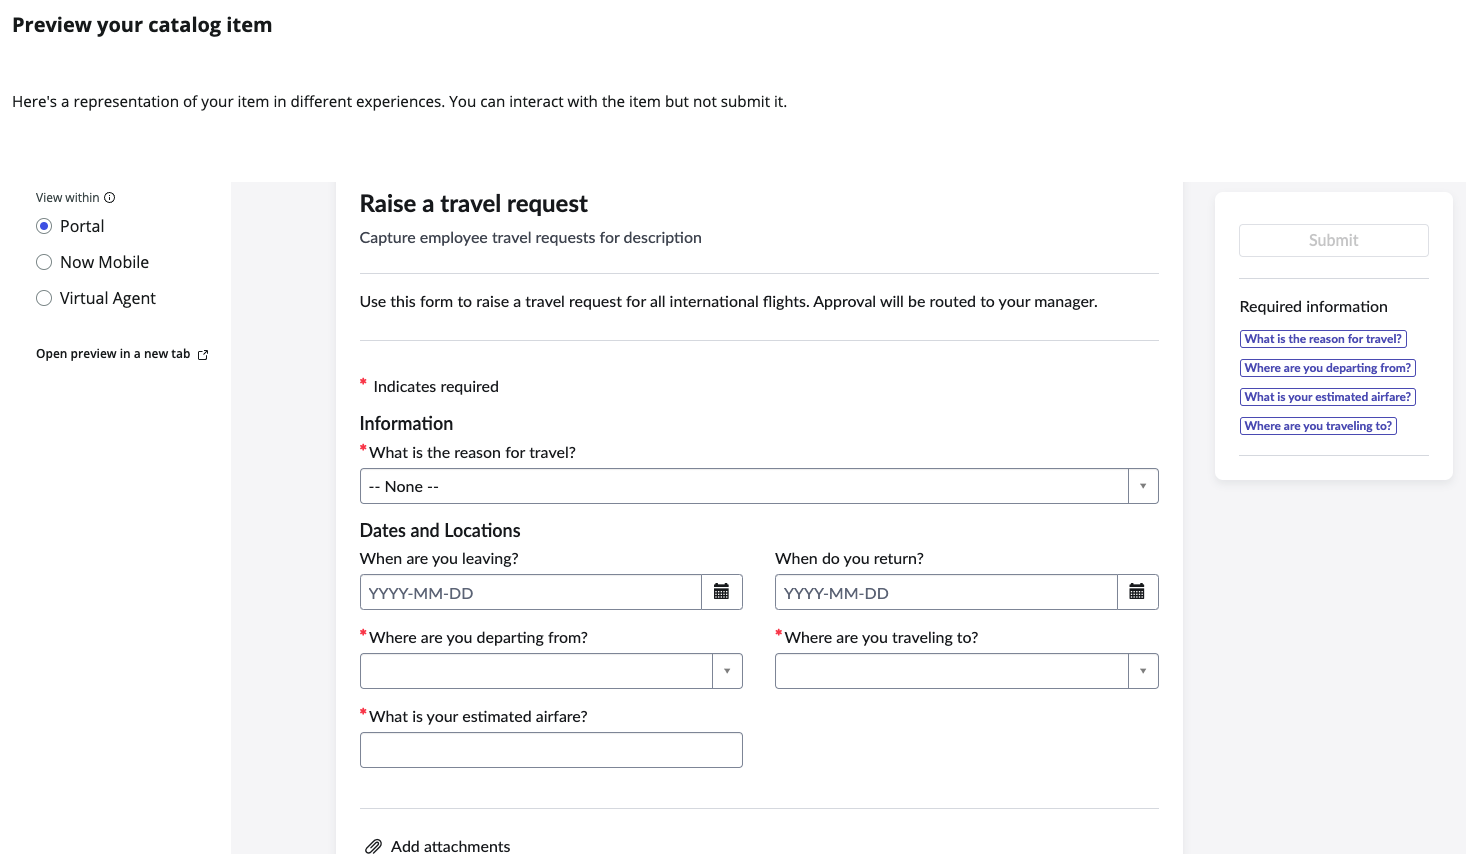 Preview your catalog item
Here's a representation of your item in different experiences. You can interact with the item but not submit it.
View within
Portal
Now Mobile
Virtual Agent
Open preview in a new tab
Raise a travel request
Capture employee travel requests for description
Use this form to raise a travel request for all international flights. Approval will be routed to your manager.
* Indicates required
Information
* What is the reason for travel?
-- None --
Dates and Locations
When are you leaving? When do you return?
YYYY-MM-DD YYYY-MM-DD
* Where are you departing from? * Where are you traveling to?
* What is your estimated airfare?
Add attachments
Submit
Required information
What is the reason for travel?
Where are you departing from?
What is your estimated airfare?
Where are you traveling to?